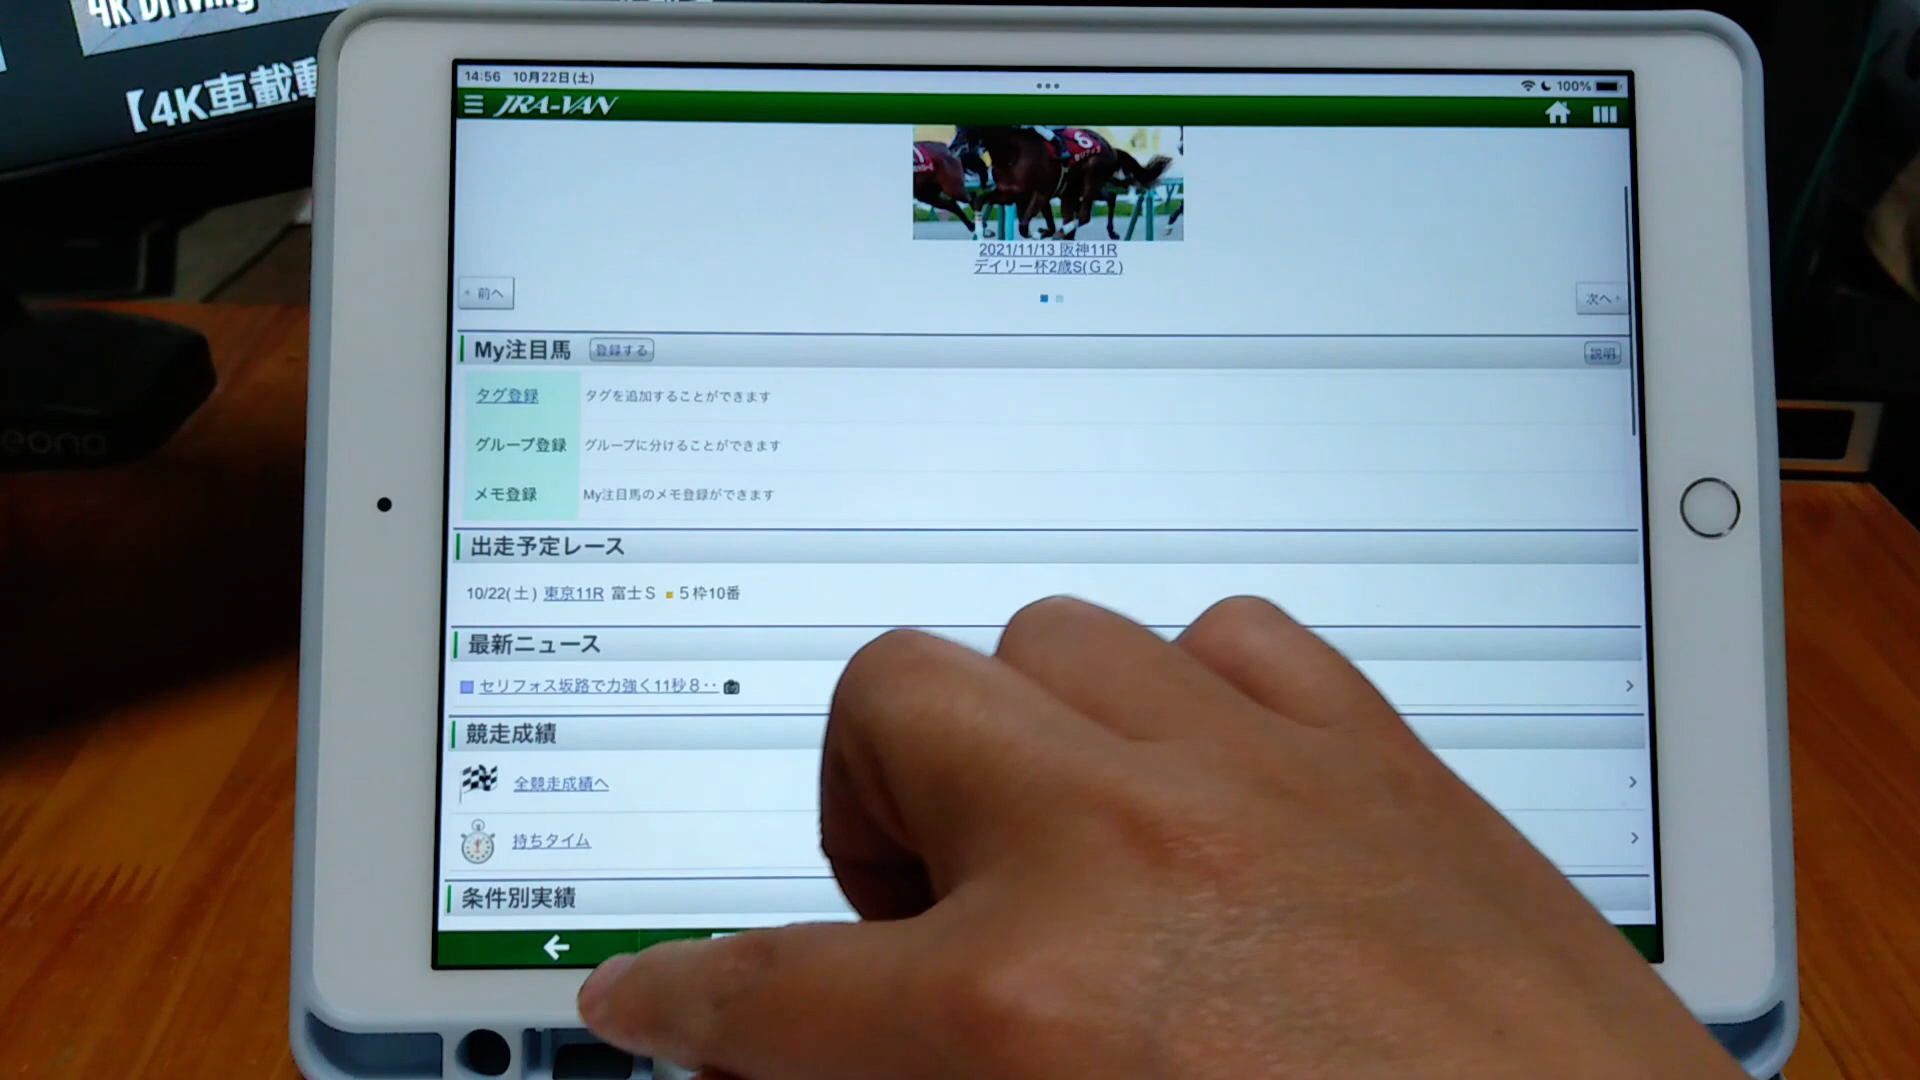 4K Driving
【4K車載動
14:56 10月22日(土)
100%
JRA-VAN
6
2021/11/13 阪神11R
デイリー杯2歳S(G2)
前へ
次へ
My注目馬 登録する 説明
タグ登録 タグを追加することができます
グループ登録 グループに分けることができます
メモ登録 My注目馬のメモ登録ができます
出走予定レース
10/22(土) 東京11R 富士S 5枠10番
最新ニュース
セリフォス坂路で力強く11秒8‥
競走成績
全競走成績へ
持ちタイム
条件別実績
eono